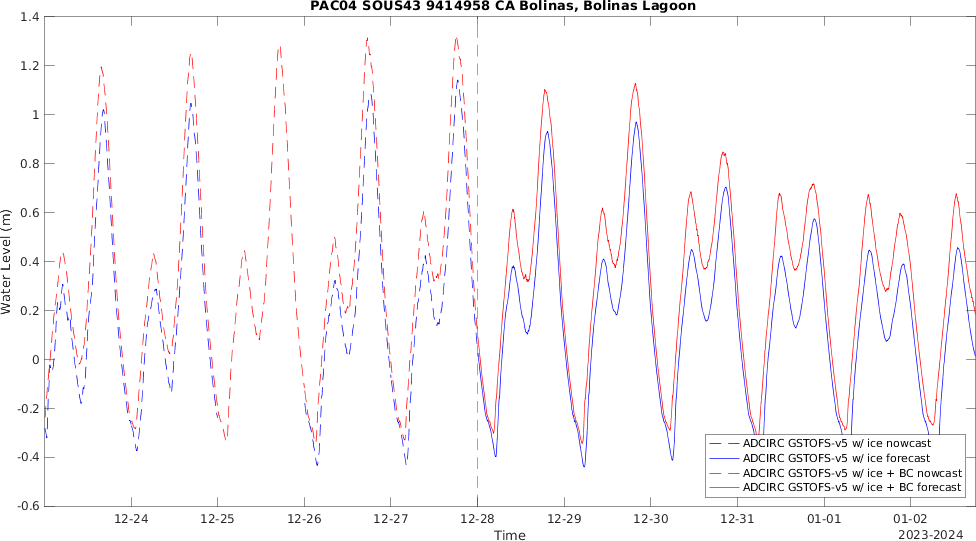 PAC04 SOUS43 9414958 CA Bolinas, Bolinas Lagoon
Water Level (m)
1.4
1.2
1
0.8
0.6
0.4
0.2
0
-0.2
-0.4
-0.6
ADCIRC GSTOFS-v5 w/ ice nowcast
ADCIRC GSTOFS-v5 w/ ice forecast
ADCIRC GSTOFS-v5 w/ ice + BC nowcast
ADCIRC GSTOFS-v5 w/ ice + BC forecast
12-24 12-25 12-26 12-27 12-28 12-29 12-30 12-31 01-01 01-02
Time
2023-2024